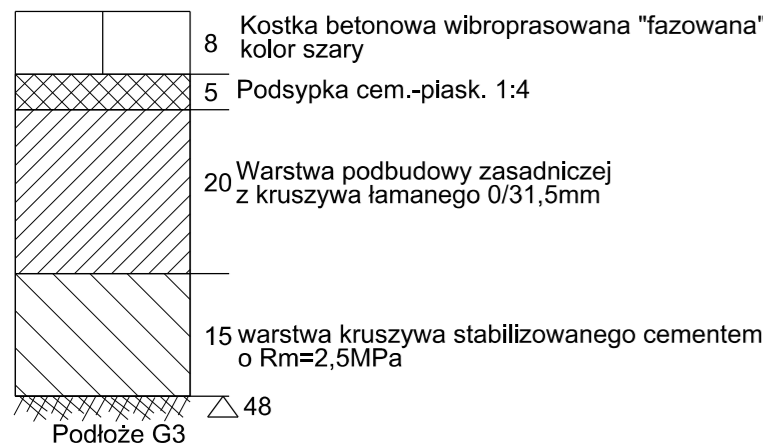 8 Kostka betonowa wibroprasowana "fazowana"
kolor szary
5 Podsypka cem.-piask. 1:4
20 Warstwa podbudowy zasadniczej
z kruszywa łamanego 0/31,5mm
15 warstwa kruszywa stabilizowanego cementem
o Rm=2,5MPa
48
Podłoże G3